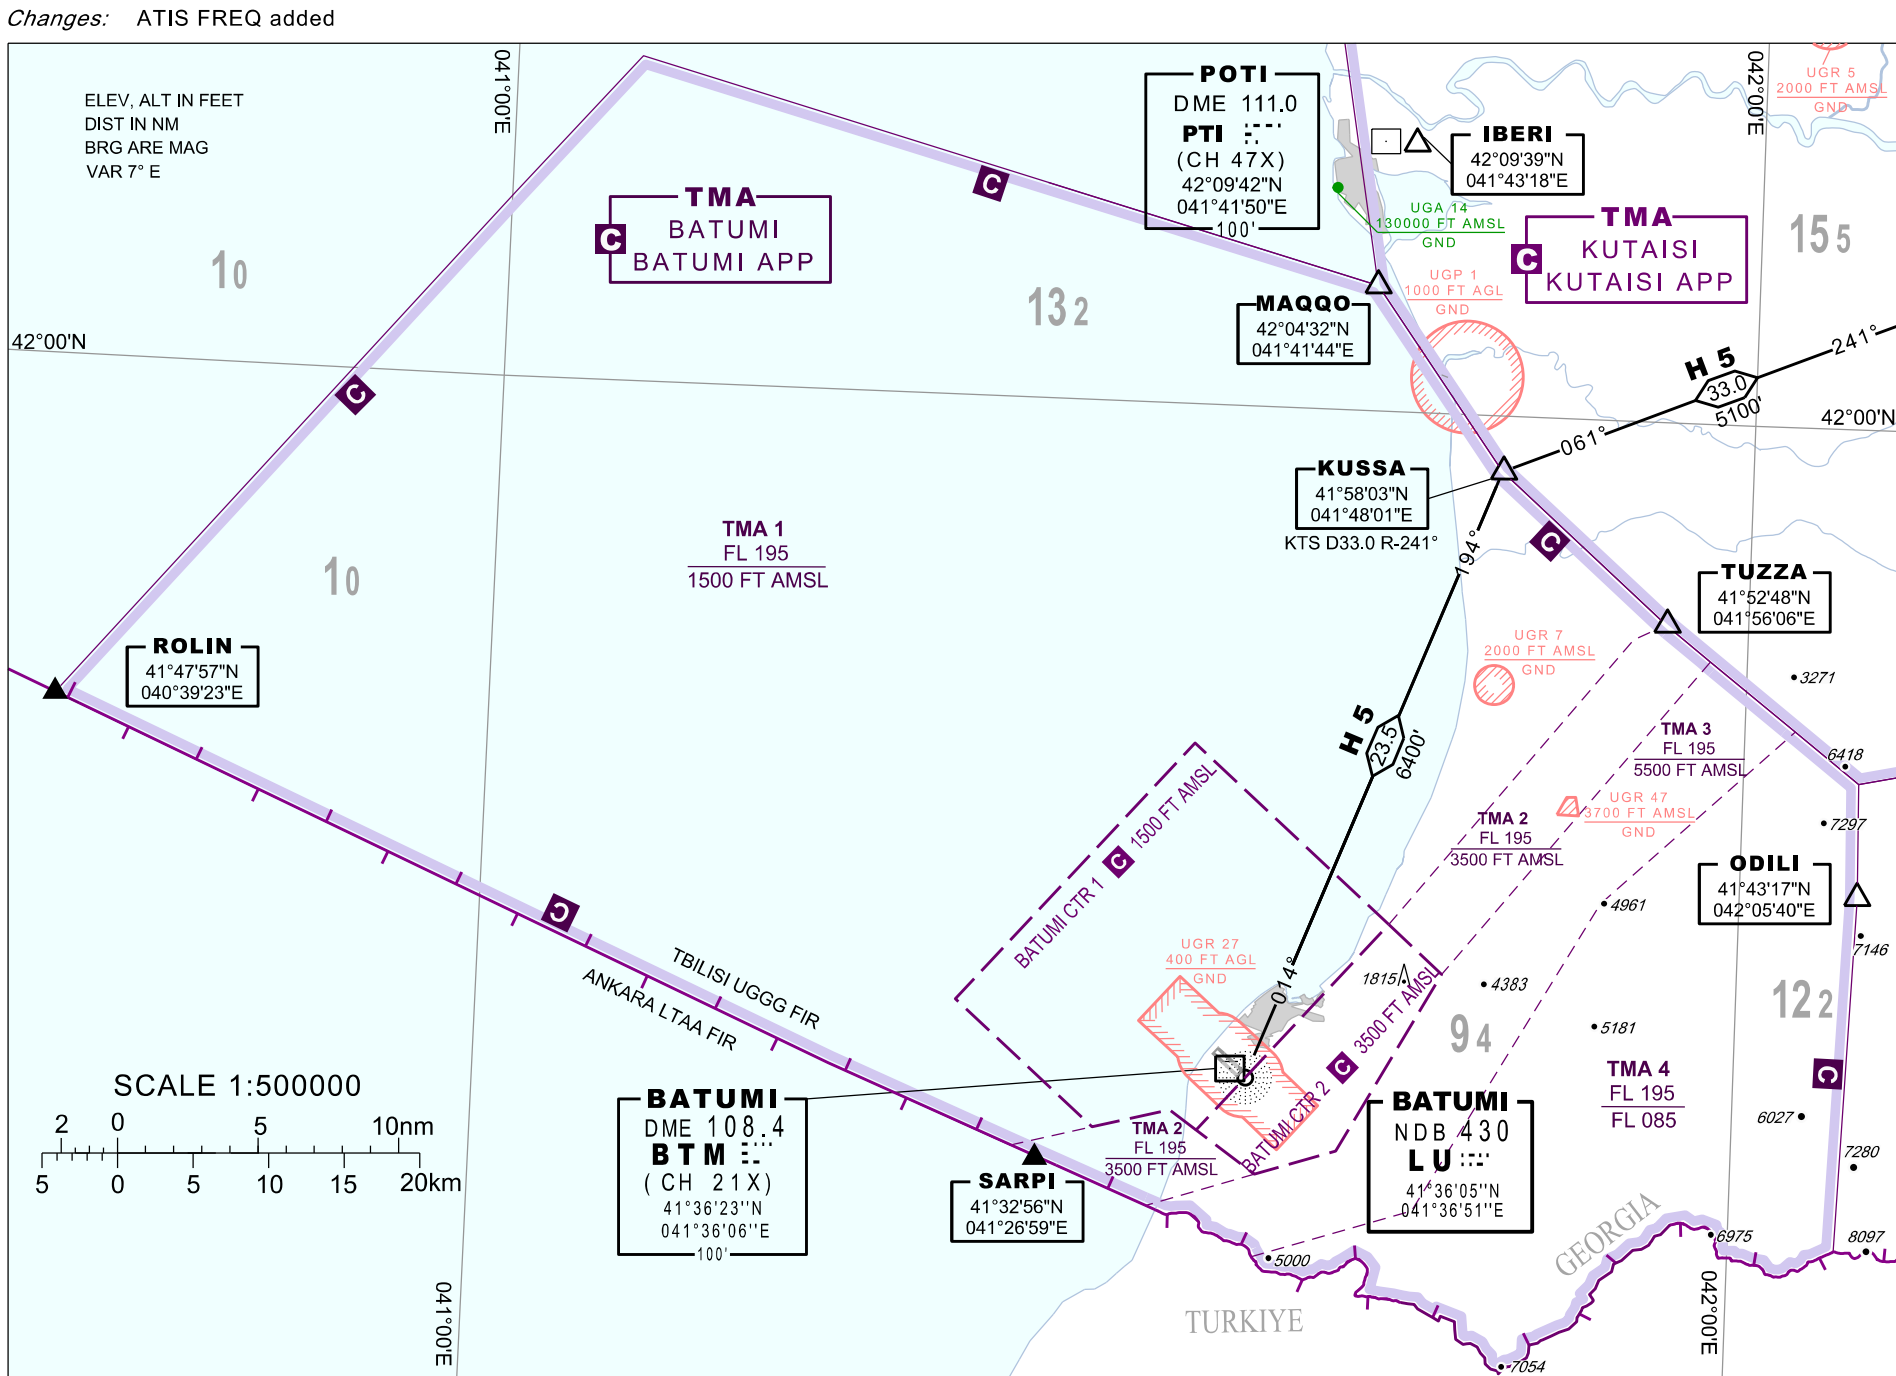 Changes: ATIS FREQ added
ELEV, ALT IN FEET
DIST IN NM
BRG ARE MAG
VAR 7° E
041°00'E
042°00'E
POTI
DME 111.0
PTI
(CH 47X)
42°09'42"N
041°41'50"E
100'
IBERI
42°09'39"N
041°43'18"E
UGR 5
2000 FT AMSL
GND
TMA
BATUMI
BATUMI APP
C
C
UGA 14
130000 FT AMSL
GND
TMA
KUTAISI
KUTAISI APP
C
15 5
10
13 2
UGP 1
1000 FT AGL
GND
MAQQO
42°04'32"N
041°41'44"E
42°00'N
42°00'N
C
H 5
33.0
5100'
241°
061°
KUSSA
41°58'03"N
041°48'01"E
KTS D33.0 R-241°
194°
C
TMA 1
FL 195
1500 FT AMSL
10
TUZZA
41°52'48"N
041°56'06"E
ROLIN
41°47'57"N
040°39'23"E
UGR 7
2000 FT AMSL
GND
3271
H 5
23.5
6400'
TMA 3
FL 195
5500 FT AMSL
6418
UGR 47
3700 FT AMSL
GND
7297
TMA 2
FL 195
3500 FT AMSL
BATUMI CTR 1 C 1500 FT AMSL
ODILI
41°43'17"N
042°05'40"E
4961
7146
C
TBILISI UGGG FIR
ANKARA LTAA FIR
UGR 27
400 FT AGL
GND
014°
1815
4383
5181
9 4
12 2
BATUMI CTR 2 C 3500 FT AMSL
TMA 4
FL 195
FL 085
C
6027
7280
SCALE 1:500000
2 0 5 10nm
5 0 5 10 15 20km
BATUMI
DME 108.4
BTM
(CH 21X)
41°36'23''N
041°36'06''E
100'
TMA 2
FL 195
3500 FT AMSL
BATUMI
NDB 430
LU
41°36'05''N
041°36'51''E
SARPI
41°32'56"N
041°26'59"E
5000
GEORGIA
6975
8097
TURKIYE
7054
041°00'E
042°00'E